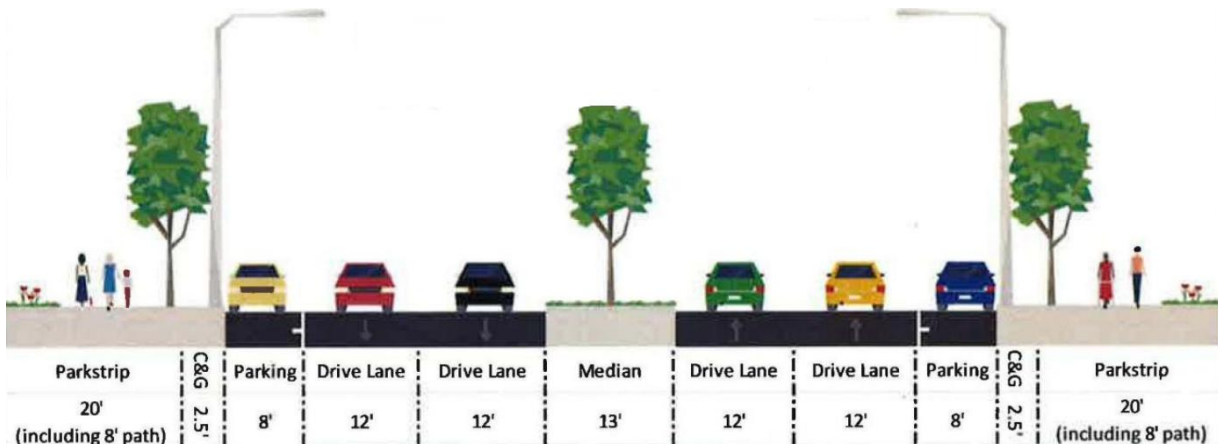 Parkstrip
C&G
Parking
Drive Lane
Drive Lane
Median
Drive Lane
Drive Lane
Parking
C&G
Parkstrip
20'
(including 8' path)
2.5'
8'
12'
12'
13'
12'
12'
8'
2.5'
20'
(including 8' path)